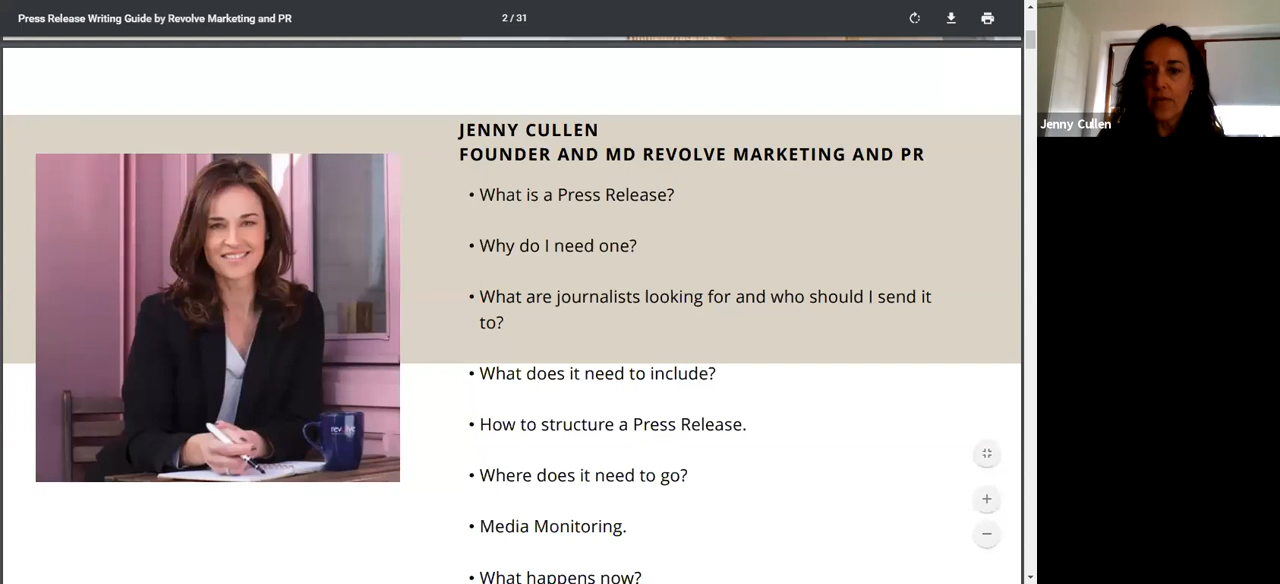 Press Release Writing Guide by Revolve Marketing and PR
2 / 31
JENNY CULLEN
FOUNDER AND MD REVOLVE MARKETING AND PR
• What is a Press Release?
• Why do I need one?
• What are journalists looking for and who should I send it
to?
• What does it need to include?
• How to structure a Press Release.
• Where does it need to go?
• Media Monitoring.
• What happens now?
revolve
Jenny Cullen